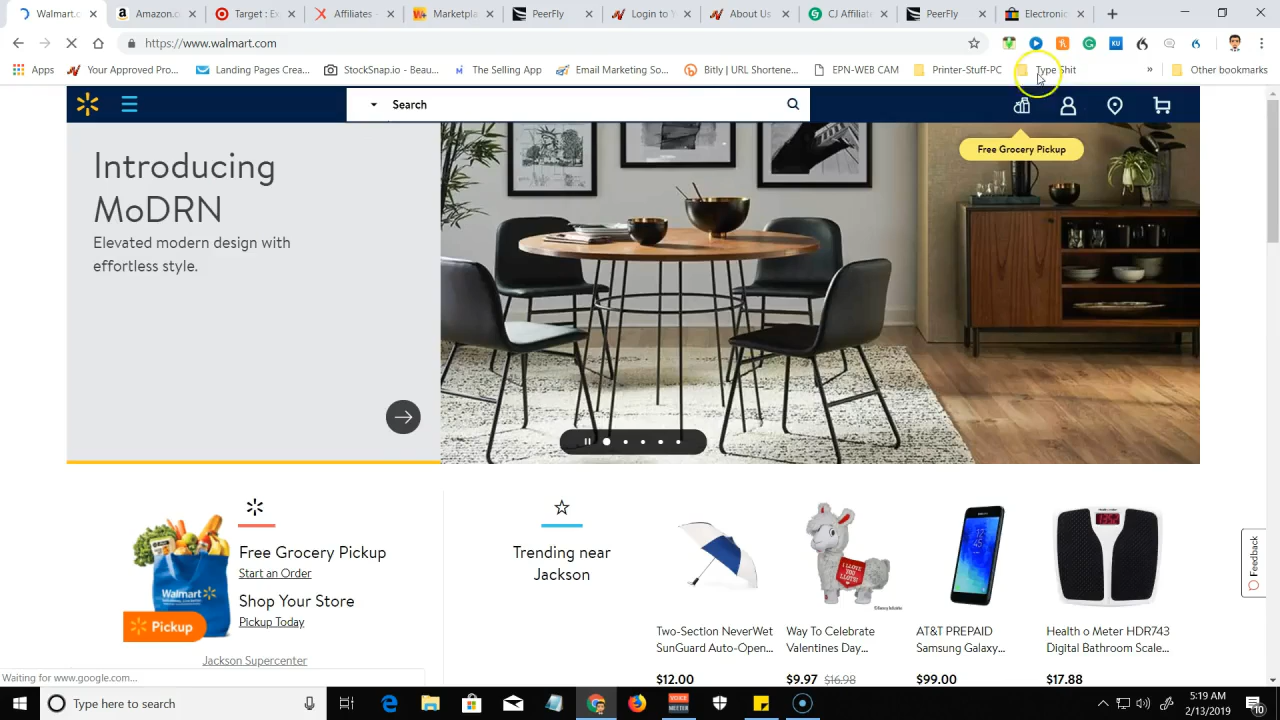 Amazon.c
Target : Ex
Affiliates
Marketpla
PeerFly
Login to Y
About Us
CJ Affiliate
PeerFly
Electronic
https://www.walmart.com
Apps
Your Approved Pro...
Landing Pages Crea...
StockSnap.io - Beau...
The Selling App
Email Marketing So...
Bitly | URL Shortene...
EPN-WEB CAM
Printer-Stuff-PC
Type Shit
»
Other bookmarks
Search
Free Grocery Pickup
Introducing
MoDRN
Elevated modern design with
effortless style.
Free Grocery Pickup
Start an Order
Shop Your Store
Pickup Today
Jackson Supercenter
Walmart
Pickup
Trending near
Jackson
Two-Section NeverWet
SunGuard Auto-Open...
$12.00
Way To Celebrate
Valentines Day...
$9.97 $16.98
AT&T PREPAID
Samsung Galaxy...
$99.00
Health o Meter HDR743
Digital Bathroom Scale...
$17.88
Feedback
Waiting for www.google.com...
Type here to search
VOICE
MEETER
5:19 AM
2/13/2019
10